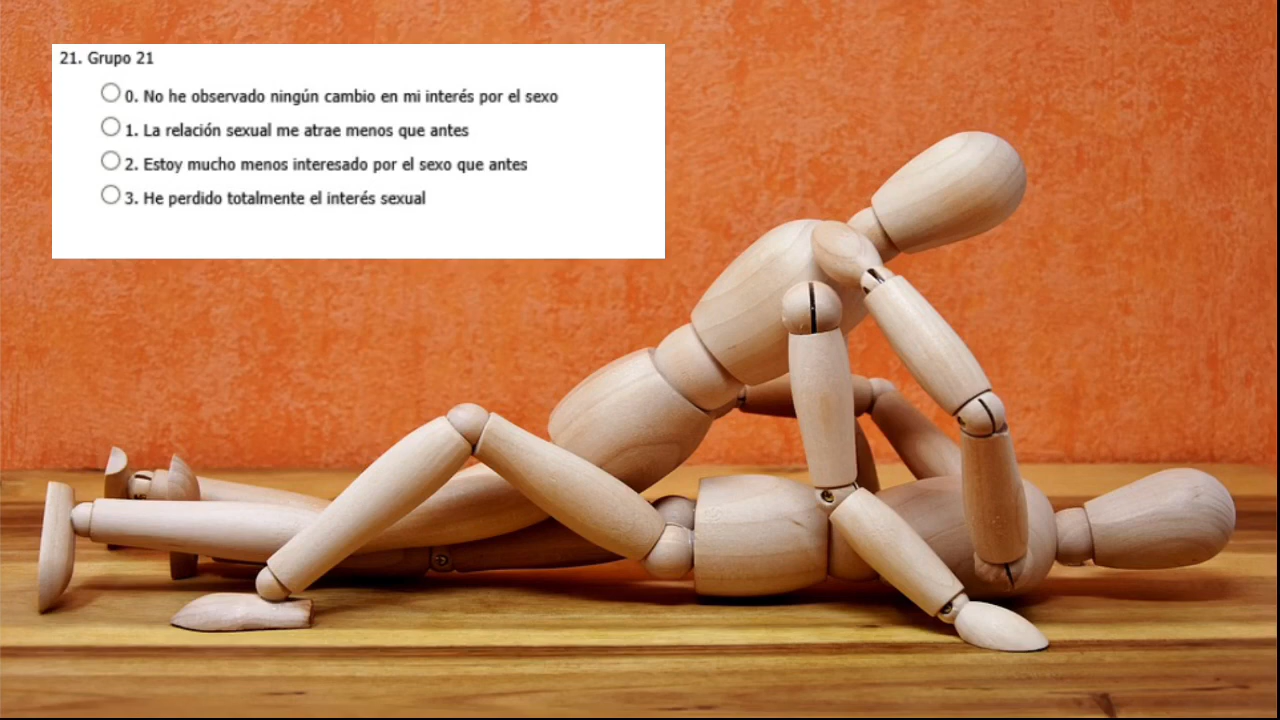 21. Grupo 21
0. No he observado ningún cambio en mi interés por el sexo
1. La relación sexual me atrae menos que antes
2. Estoy mucho menos interesado por el sexo que antes
3. He perdido totalmente el interés sexual